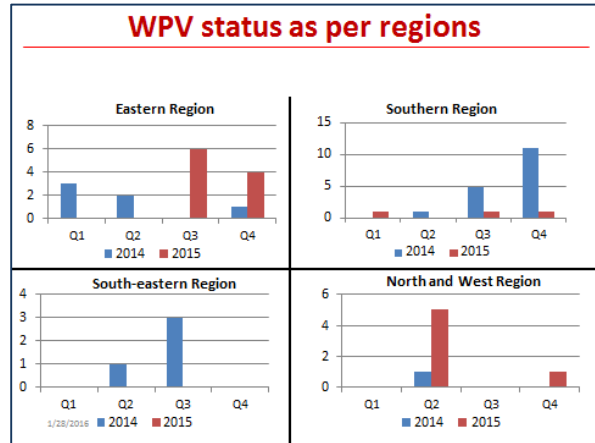 WPV status as per regions
Eastern Region
8
6
4
2
0
Q1 Q2 Q3 Q4
2014 2015
Southern Region
15
10
5
0
Q1 Q2 Q3 Q4
2014 2015
South-eastern Region
4
3
2
1
0
Q1 Q2 Q3 Q4
1/28/2016 2014 2015
North and West Region
6
4
2
0
Q1 Q2 Q3 Q4
2014 2015